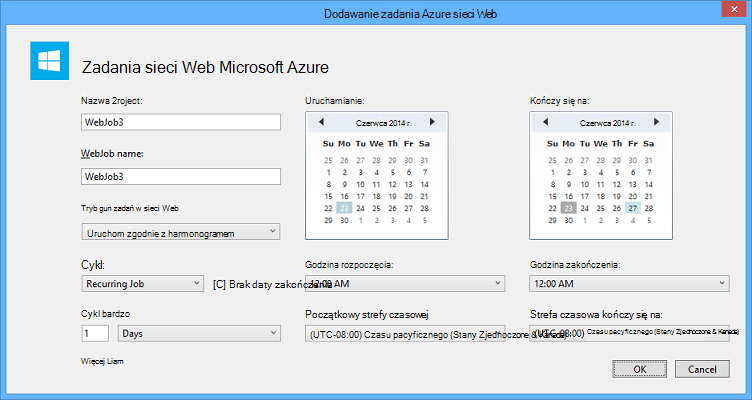 Dodawanie zadania Azure sieci Web
Zadania sieci Web Microsoft Azure
Nazwa 2roject:
WebJob3
WebJob name:
WebJob3
Tryb gun zadań w sieci Web
Uruchom zgodnie z harmonogramem
Cykl:
Recurring Job
[C] Brak daty zakończenia
Cykl bardzo
1
Days
Więcej Liam
Uruchamianie:
Czerwca 2014 r.
Su Mo Tu We Th Fr Sa
25 26 27 28 29 30 31
1 2 3 4 5 6 7
8 9 10 11 12 13 14
15 16 17 18 19 20 21
22 23 24 25 26 27 28
29 30 1 2 3 4 5
Godzina rozpoczęcia:
12:00 AM
Początkowy strefy czasowej
(UTC-08:00) Czasu pacyficznego (Stany Zjednoczone & Kanada)
Kończy się na:
Czerwca 2014 r.
Su Mo Tu We Th Fr Sa
25 26 27 28 29 30 31
1 2 3 4 5 6 7
8 9 10 11 12 13 14
15 16 17 18 19 20 21
22 23 24 25 26 27 28
29 30 1 2 3 4 5
Godzina zakończenia:
12:00 AM
Strefa czasowa kończy się na:
(UTC-08:00) Czasu pacyficznego (Stany Zjednoczone & Kanada)
OK
Cancel